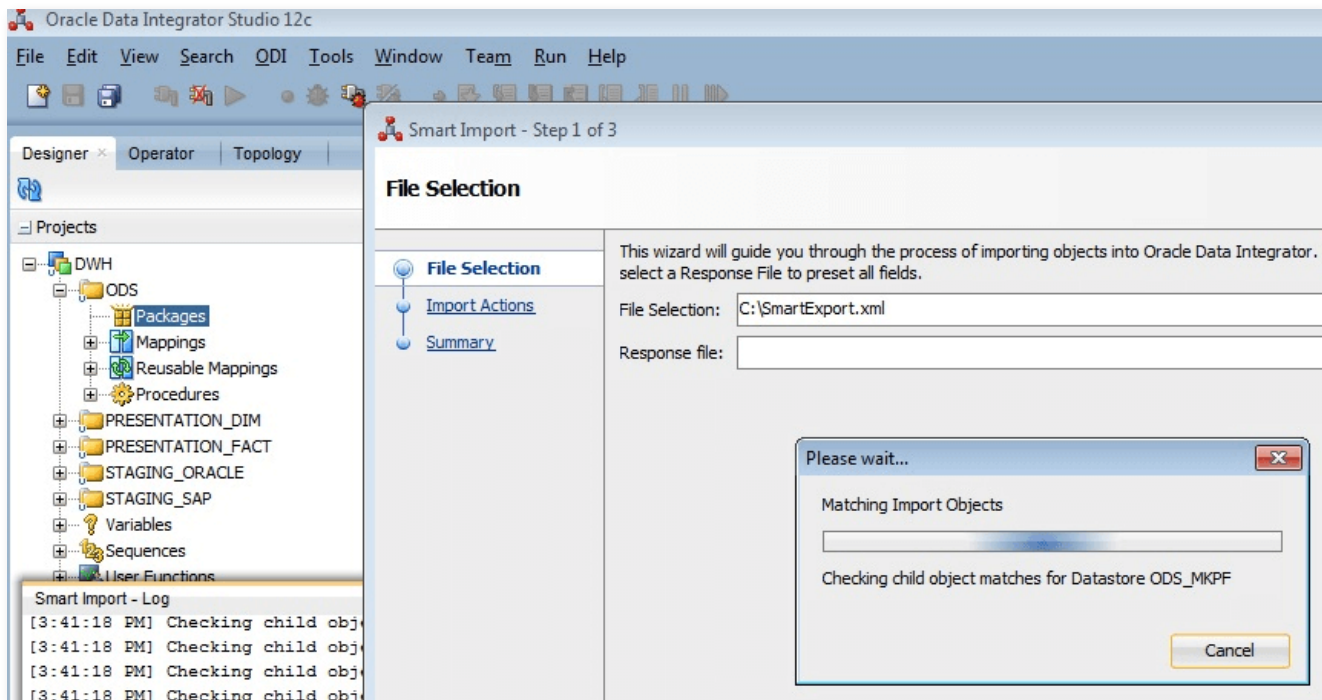 Oracle Data Integrator Studio 12c
File Edit View Search ODI Tools Window Team Run Help
Designer Operator Topology
Projects
DWH
ODS
Packages
Mappings
Reusable Mappings
Procedures
PRESENTATION_DIM
PRESENTATION_FACT
STAGING_ORACLE
STAGING_SAP
Variables
Sequences
User Functions
Smart Import - Log
[3:41:18 PM] Checking child obje
[3:41:18 PM] Checking child obje
[3:41:18 PM] Checking child obje
[3:41:18 PM] Checking child obje
Smart Import - Step 1 of 3
File Selection
File Selection
Import Actions
Summary
This wizard will guide you through the process of importing objects into Oracle Data Integrator.
select a Response File to preset all fields.
File Selection: C:\SmartExport.xml
Response file:
Please wait...
Matching Import Objects
Checking child object matches for Datastore ODS_MKPF
Cancel